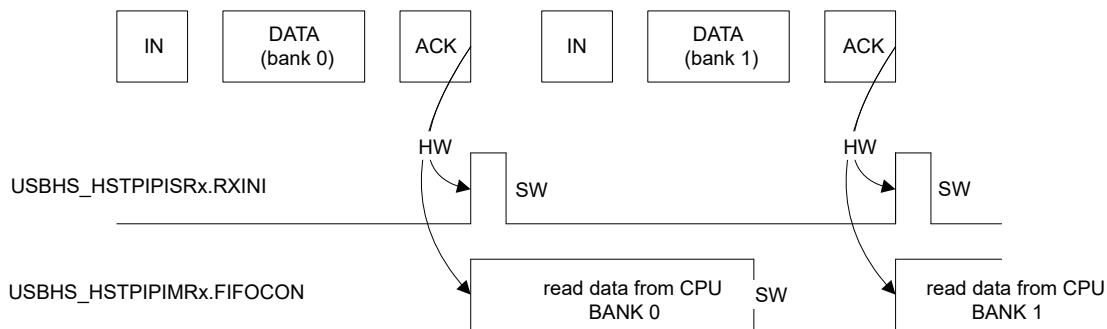 IN
DATA
(bank 0)
ACK
IN
DATA
(bank 1)
ACK
HW
HW
USBHS_HSTPIPISRx.RXINI
SW
SW
USBHS_HSTPIPIMRx.FIFOCON
read data from CPU
BANK 0
SW
read data from CPU
BANK 1